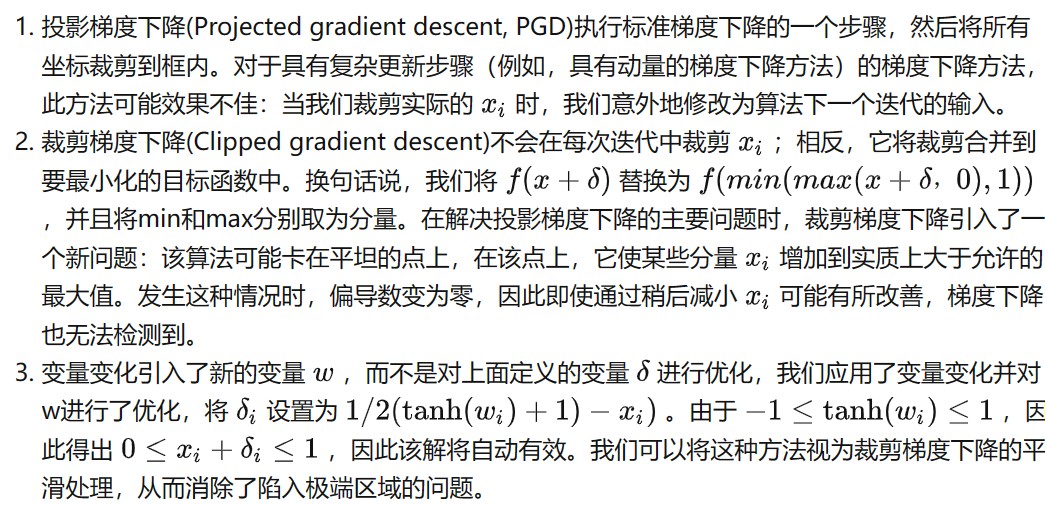 1. 投影梯度下降(Projected gradient descent, PGD)执行标准梯度下降的一个步骤，然后将所有
坐标裁剪到框内。对于具有复杂更新步骤（例如，具有动量的梯度下降方法）的梯度下降方法，
此方法可能效果不佳：当我们裁剪实际的 $x_i$ 时，我们意外地修改为算法下一个迭代的输入。
2. 裁剪梯度下降(Clipped gradient descent)不会在每次迭代中裁剪 $x_i$ ；相反，它将裁剪合并到
要最小化的目标函数中。换句话说，我们将 $f(x+\delta)$ 替换为 $f(min(max(x+\delta，0),1))$
，并且将min和max分别取为分量。在解决投影梯度下降的主要问题时，裁剪梯度下降引入了一
个新问题：该算法可能卡在平坦的点上，在该点上，它使某些分量 $x_i$ 增加到实质上大于允许的
最大值。发生这种情况时，偏导数变为零，因此即使通过稍后减小 $x_i$ 可能有所改善，梯度下降
也无法检测到。
3. 变量变化引入了新的变量 $w$ ，而不是对上面定义的变量 $\delta$ 进行优化，我们应用了变量变化并对
w进行了优化，将 $\delta_i$ 设置为 $1/2(\tanh(w_i)+1)-x_i)$ 。由于 $-1\leq\tanh(w_i)\leq 1$ ，因
此得出 $0\leq x_i+\delta_i\leq 1$ ，因此该解将自动有效。我们可以将这种方法视为裁剪梯度下降的平
滑处理，从而消除了陷入极端区域的问题。